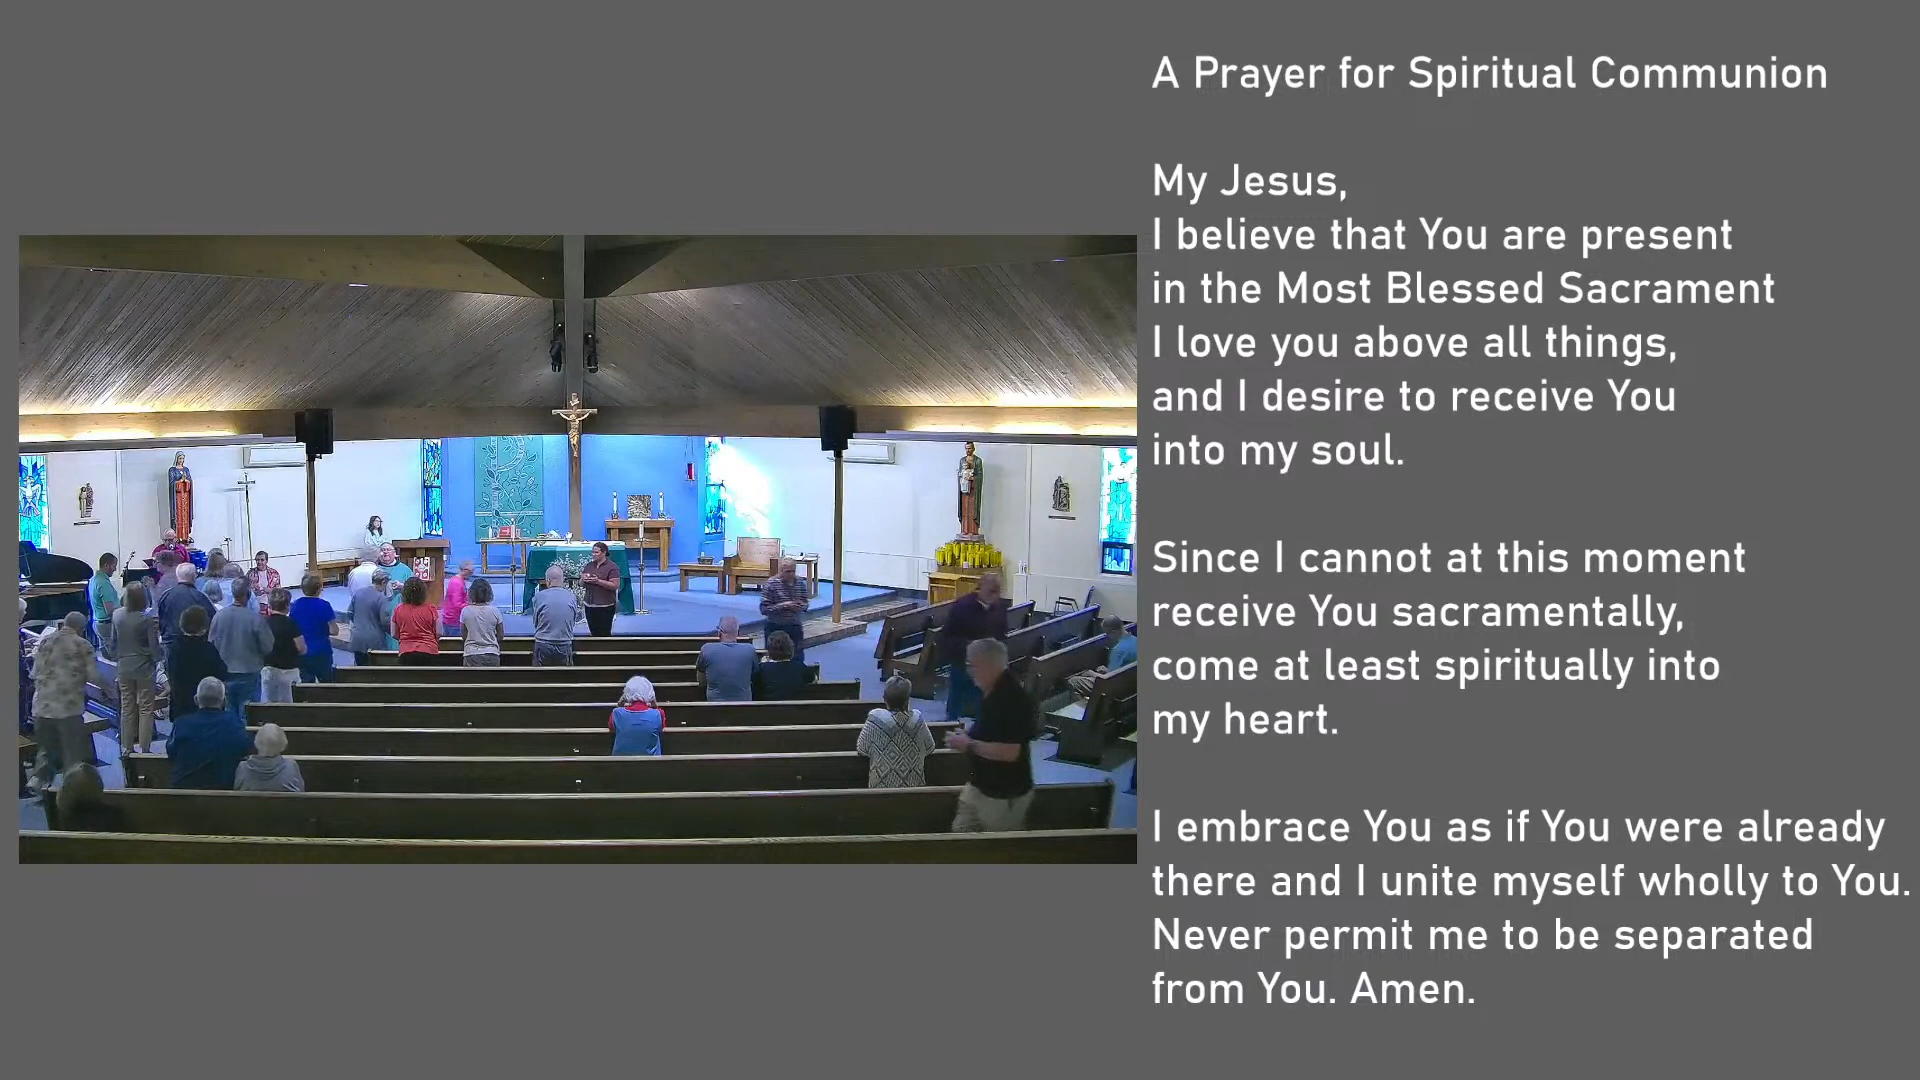 A Prayer for Spiritual Communion
My Jesus,
I believe that You are present
in the Most Blessed Sacrament
I love you above all things,
and I desire to receive You
into my soul.
Since I cannot at this moment
receive You sacramentally,
come at least spiritually into
my heart.
I embrace You as if You were already
there and I unite myself wholly to You.
Never permit me to be separated
from You. Amen.